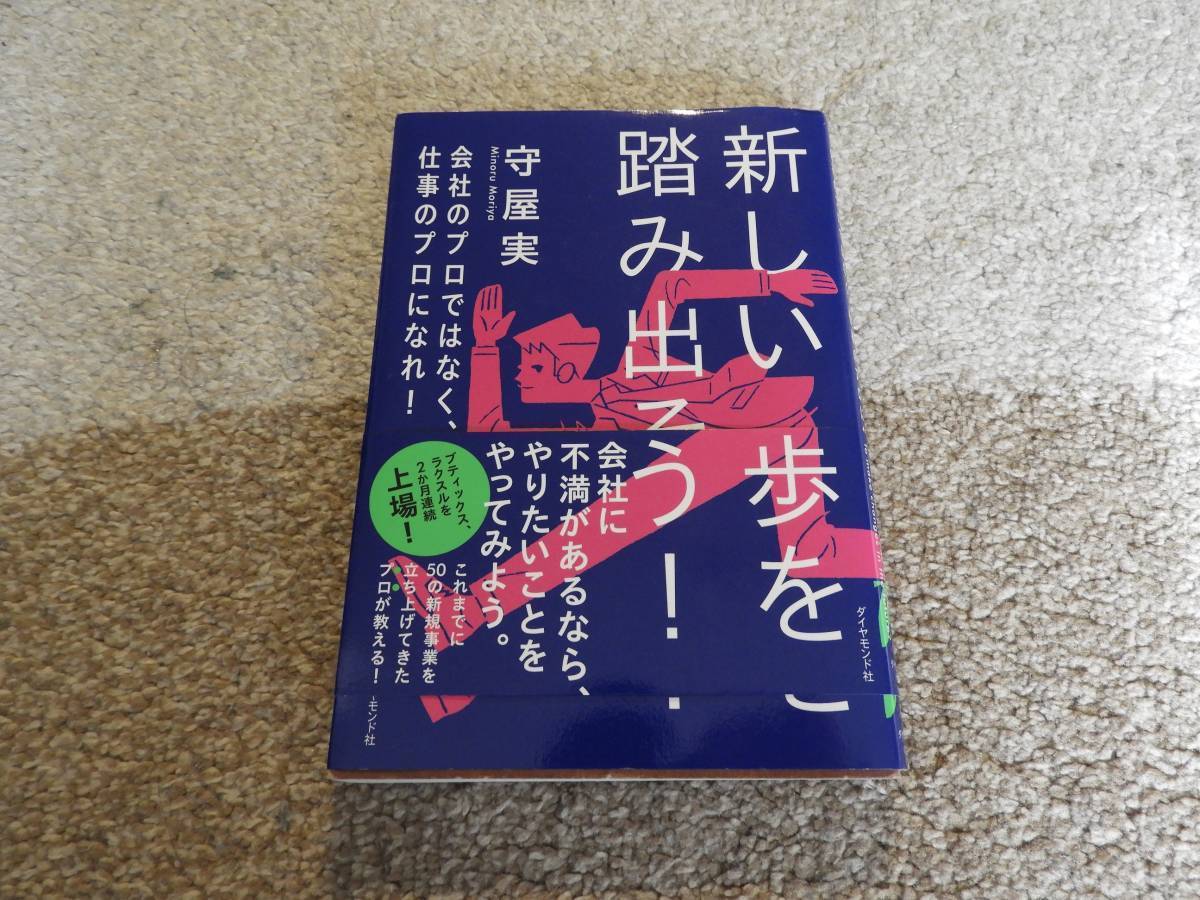 新しい一歩を
踏み出そう！
守屋実
Minoru Moriya
会社のプロではなく、
仕事のプロになれ！
会社に
不満があるなら、
やりたいことを
やってみよう。
ブティックス、
ラクスルを
2か月連続
上場！
これまでに
50の新規事業を
立ち上げてきた
プロが教える！
ダイヤモンド社
モンド社